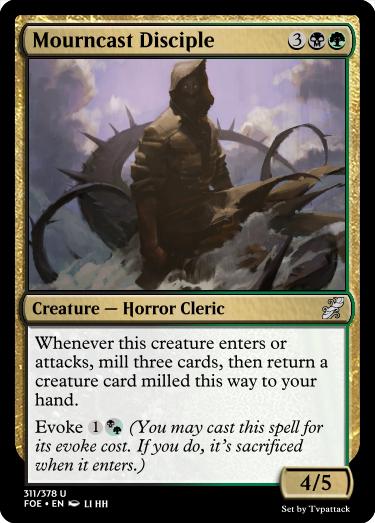 Mourncast Disciple 3
Creature — Horror Cleric
Whenever this creature enters or
attacks, mill three cards, then return a
creature card milled this way to your
hand.
Evoke 1 (You may cast this spell for
its evoke cost. If you do, it's sacrificed
when it enters.)
4/5
311/378 U
FOE • EN LI HH
Set by Tvpattack